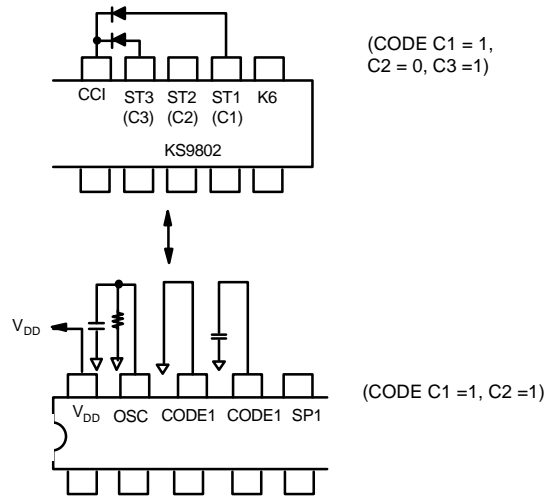 (CODE C1 = 1,
C2 = 0, C3 =1)
CCI ST3 ST2 ST1 K6
(C3) (C2) (C1)
KS9802
VDD
(CODE C1 =1, C2 =1)
VDD OSC CODE1 CODE1 SP1